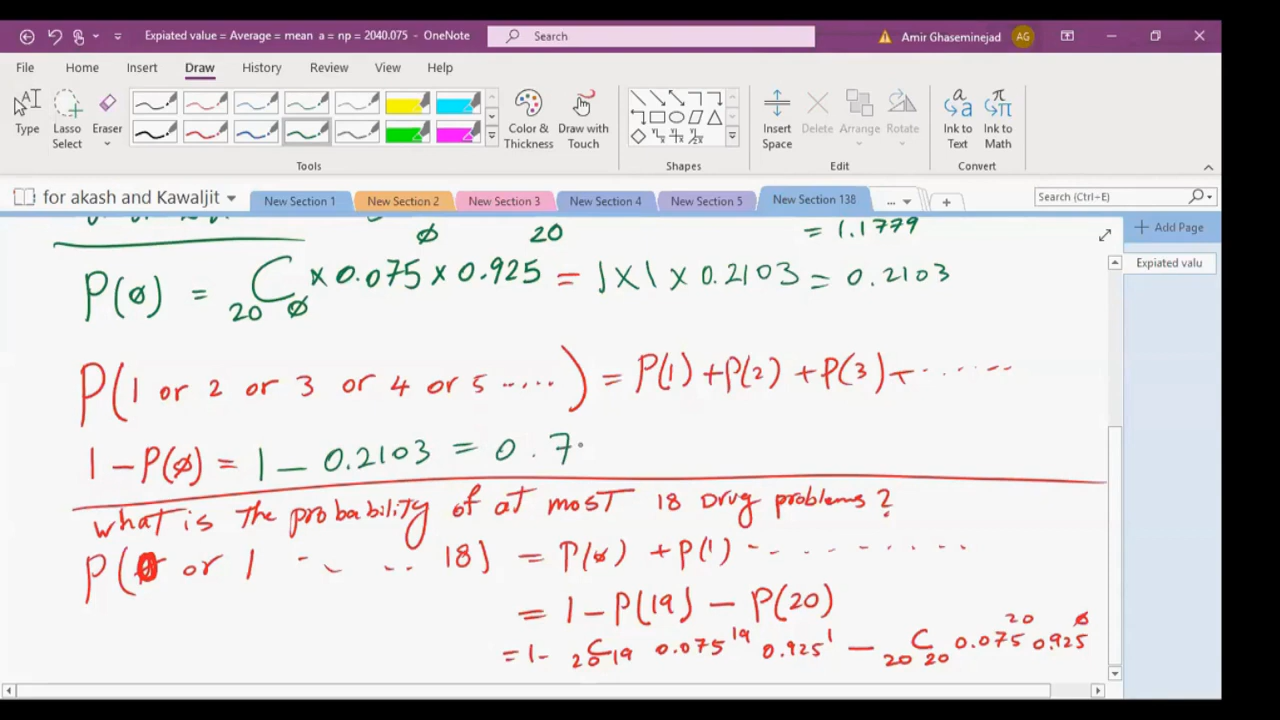 Expiated value = Average = mean a = np = 2040.075 - OneNote
Search
Amir Ghaseminejad AG
File Home Insert Draw History Review View Help
Type
Lasso Select
Eraser
Color & Thickness
Draw with Touch
Insert Space
Delete
Arrange
Rotate
Ink to Text
Ink to Math
Tools
Shapes
Edit
Convert
for akash and Kawaljit
New Section 1 New Section 2 New Section 3 New Section 4 New Section 5 New Section 138 ...
Search (Ctrl+E)
Add Page
Expiated valu
= 1.1779
∅ 20
P(∅) = 20C∅ × 0.075 × 0.925 = 1 × 1 × 0.2103 = 0.2103
P(1 or 2 or 3 or 4 or 5 .....) = P(1) + P(2) + P(3) + ......
1 - P(∅) = 1 - 0.2103 = 0.7
what is the probability of at most 18 Drug problems?
P(0 or 1 - - .. .. 18) = P(∅) + P(1) - - - - - - - -
= 1 - P(19) - P(20)
= 1 - 20C19 0.075^19 0.925^1 - 20C20 0.075^20 0.925^∅